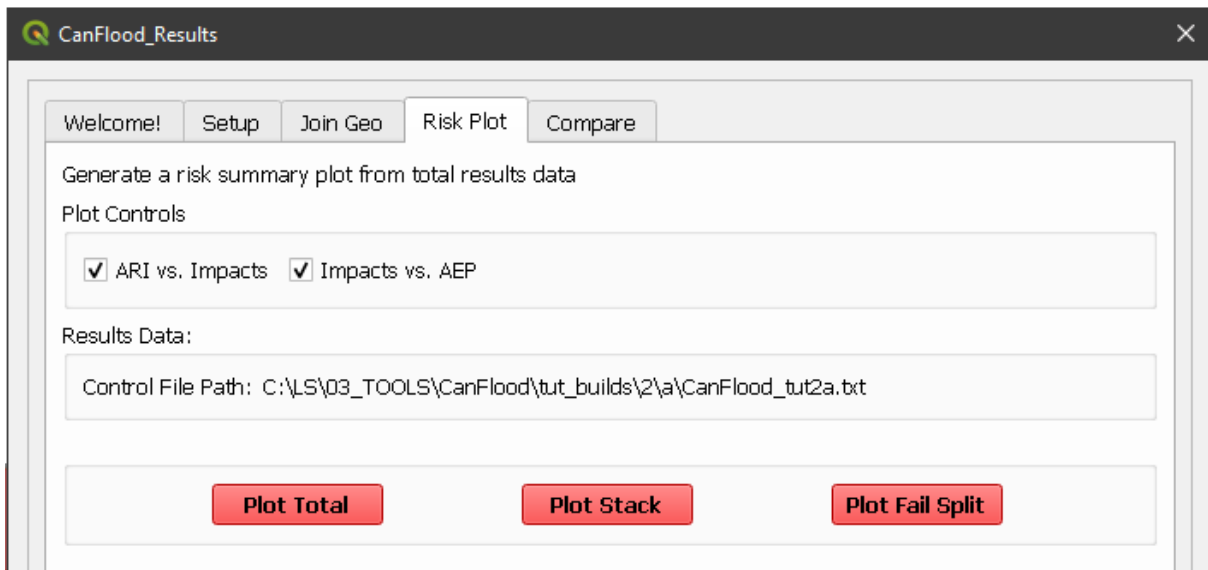 CanFlood_Results
Welcome! Setup Join Geo Risk Plot Compare
Generate a risk summary plot from total results data
Plot Controls
ARI vs. Impacts Impacts vs. AEP
Results Data:
Control File Path: C:\LS\03_TOOLS\CanFlood\tut_builds\2\a\CanFlood_tut2a.txt
Plot Total Plot Stack Plot Fail Split